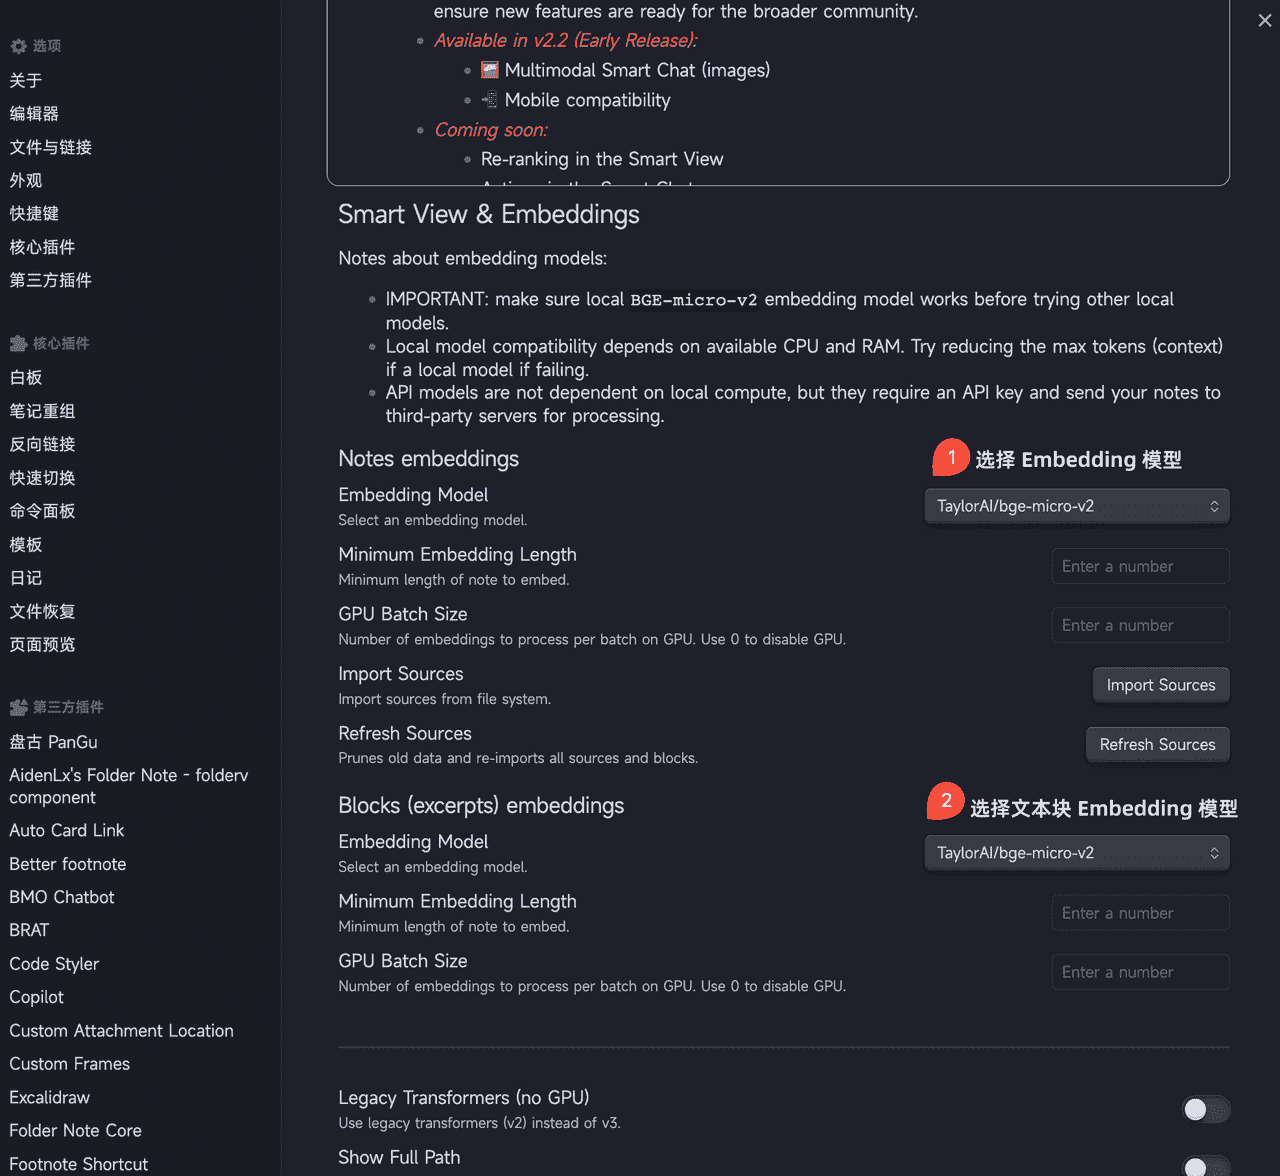 选项
关于
编辑器
文件与链接
外观
快捷键
核心插件
第三方插件
核心插件
白板
笔记重组
反向链接
快速切换
命令面板
模板
日记
文件恢复
页面预览
第三方插件
盘古 PanGu
AidenLx's Folder Note - folderv
component
Auto Card Link
Better footnote
BMO Chatbot
BRAT
Code Styler
Copilot
Custom Attachment Location
Custom Frames
Excalidraw
Folder Note Core
Footnote Shortcut
ensure new features are ready for the broader community.
Available in v2.2 (Early Release):
Multimodal Smart Chat (images)
Mobile compatibility
Coming soon:
Re-ranking in the Smart View
Smart View & Embeddings
Notes about embedding models:
IMPORTANT: make sure local BGE-micro-v2 embedding model works before trying other local
models.
Local model compatibility depends on available CPU and RAM. Try reducing the max tokens (context)
if a local model if failing.
API models are not dependent on local compute, but they require an API key and send your notes to
third-party servers for processing.
Notes embeddings
1 选择 Embedding 模型
Embedding Model
Select an embedding model.
TaylorAI/bge-micro-v2
Minimum Embedding Length
Minimum length of note to embed.
Enter a number
GPU Batch Size
Number of embeddings to process per batch on GPU. Use 0 to disable GPU.
Enter a number
Import Sources
Import sources from file system.
Import Sources
Refresh Sources
Prunes old data and re-imports all sources and blocks.
Refresh Sources
Blocks (excerpts) embeddings
2 选择文本块 Embedding 模型
Embedding Model
Select an embedding model.
TaylorAI/bge-micro-v2
Minimum Embedding Length
Minimum length of note to embed.
Enter a number
GPU Batch Size
Number of embeddings to process per batch on GPU. Use 0 to disable GPU.
Enter a number
Legacy Transformers (no GPU)
Use legacy transformers (v2) instead of v3.
Show Full Path